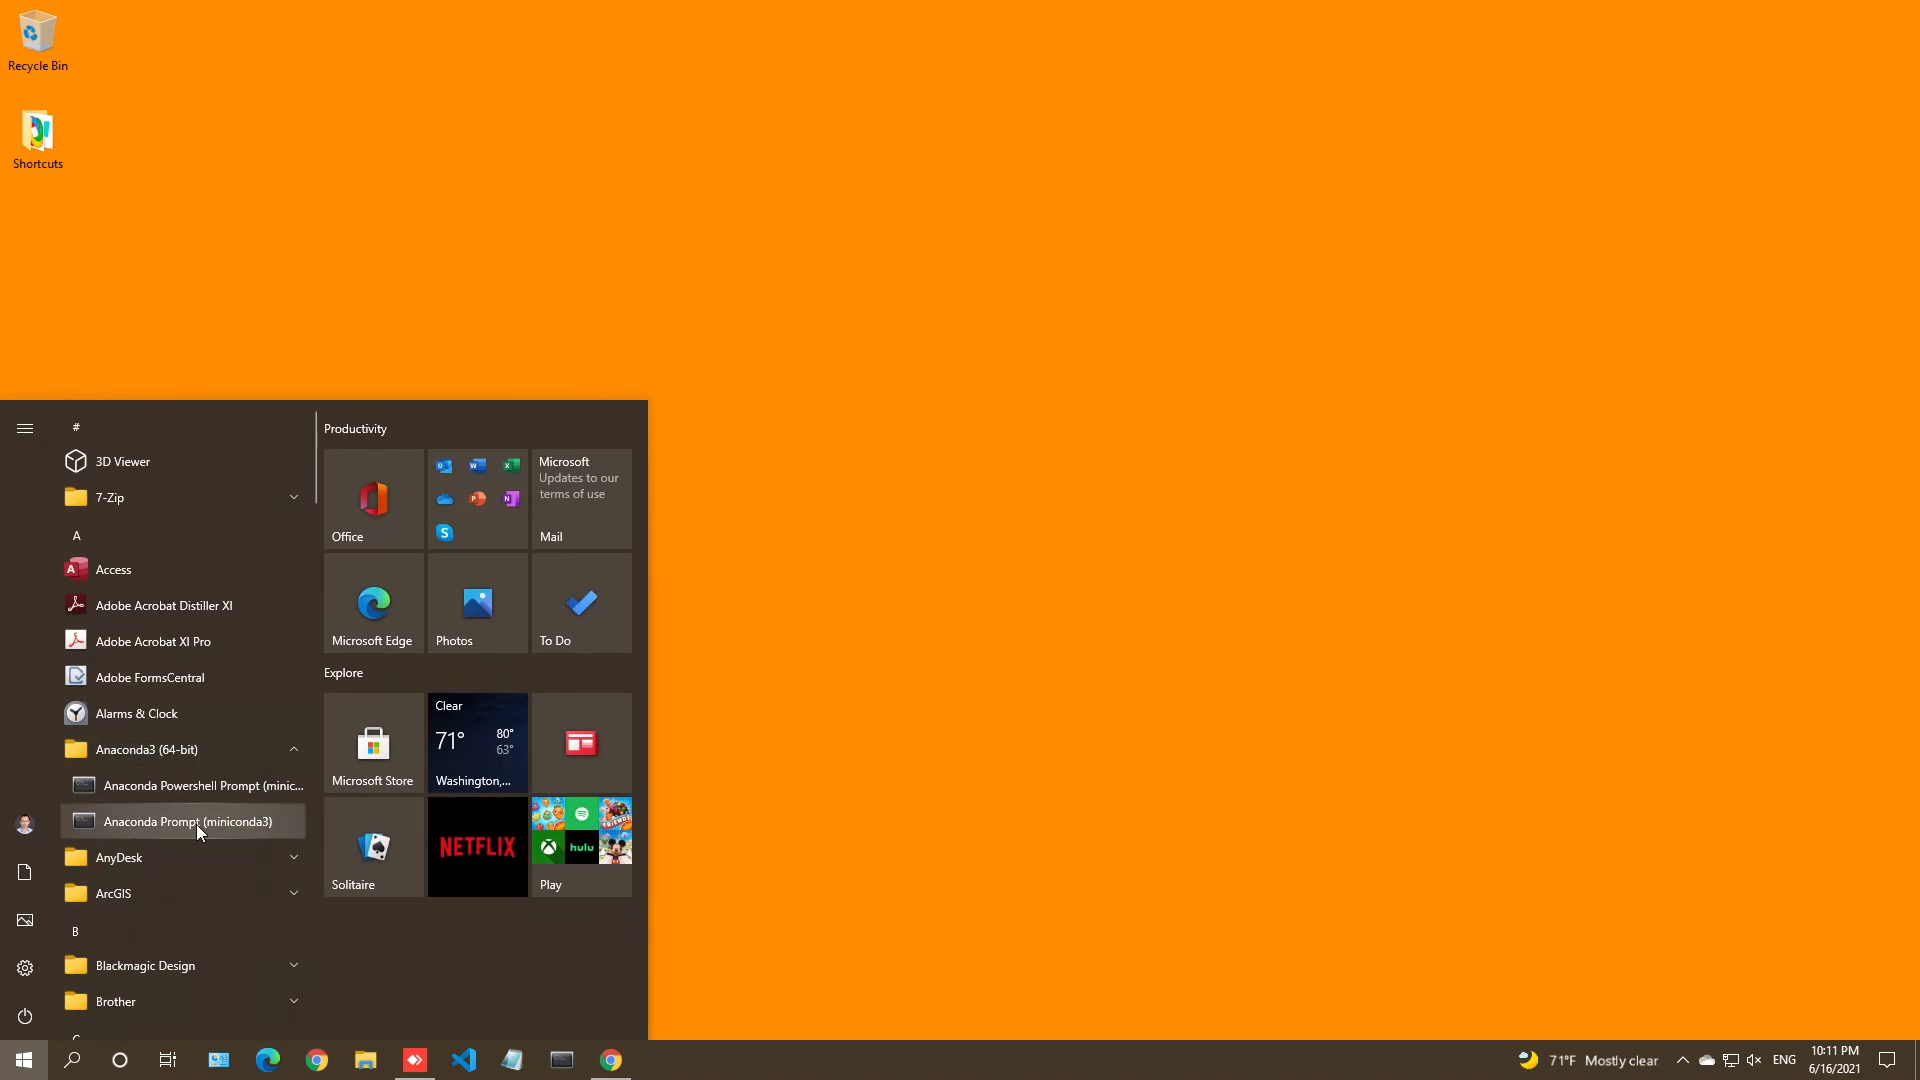 Recycle Bin
Shortcuts
#
3D Viewer
7-Zip
A
Access
Adobe Acrobat Distiller XI
Adobe Acrobat XI Pro
Adobe FormsCentral
Alarms & Clock
Anaconda3 (64-bit)
Anaconda Powershell Prompt (minic...
Anaconda Prompt (miniconda3)
AnyDesk
ArcGIS
B
Blackmagic Design
Brother
Productivity
Office
Microsoft
Updates to our
terms of use
Mail
Microsoft Edge
Photos
To Do
Explore
Microsoft Store
Clear
71° 80°
63°
Washington,...
Solitaire
NETFLIX
hulu
Play
71°F Mostly clear
ENG
10:11 PM
6/16/2021